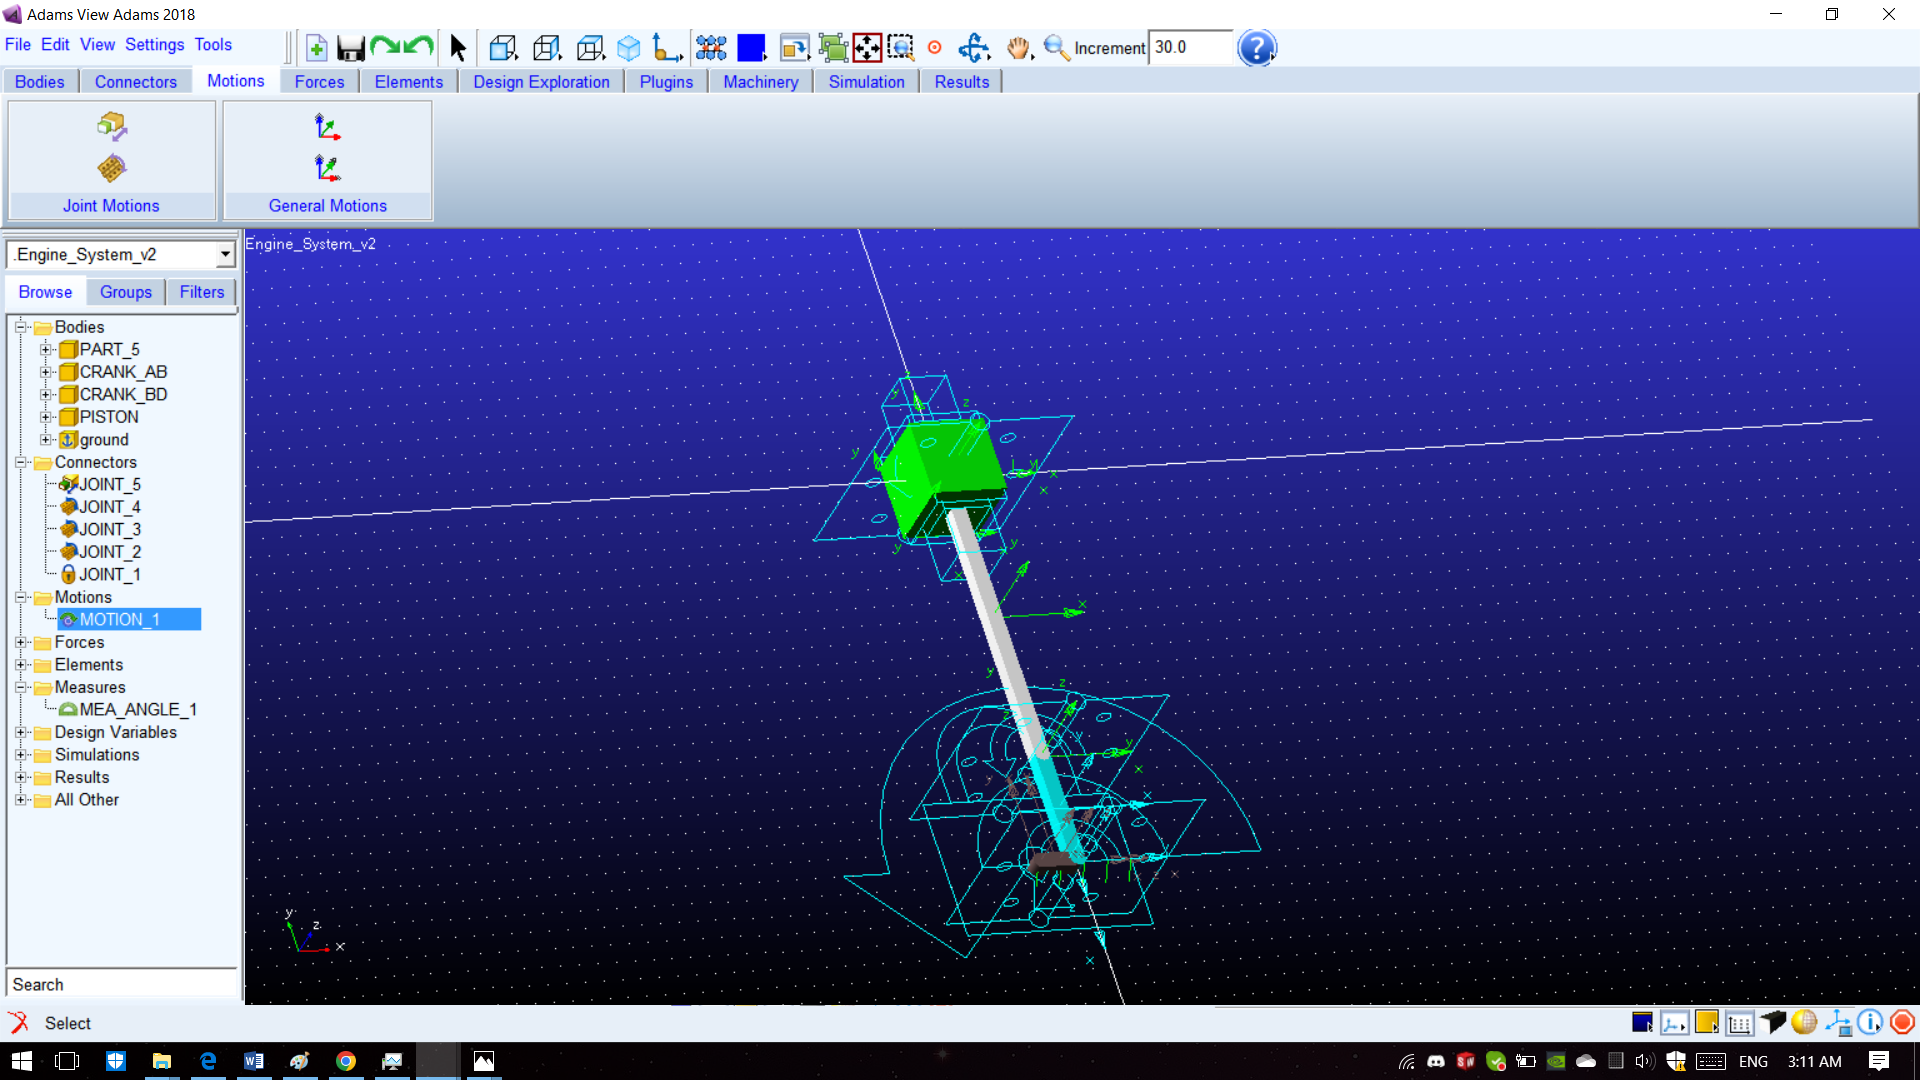 Adams View Adams 2018
File Edit View Settings Tools
Increment 30.0
Bodies Connectors Motions Forces Elements Design Exploration Plugins Machinery Simulation Results
Joint Motions General Motions
.Engine_System_v2
Engine_System_v2
Browse Groups Filters
Bodies
PART_5
CRANK_AB
CRANK_BD
PISTON
ground
Connectors
JOINT_5
JOINT_4
JOINT_3
JOINT_2
JOINT_1
Motions
MOTION_1
Forces
Elements
Measures
MEA_ANGLE_1
Design Variables
Simulations
Results
All Other
y
z
x
Search
Select
ENG 3:11 AM